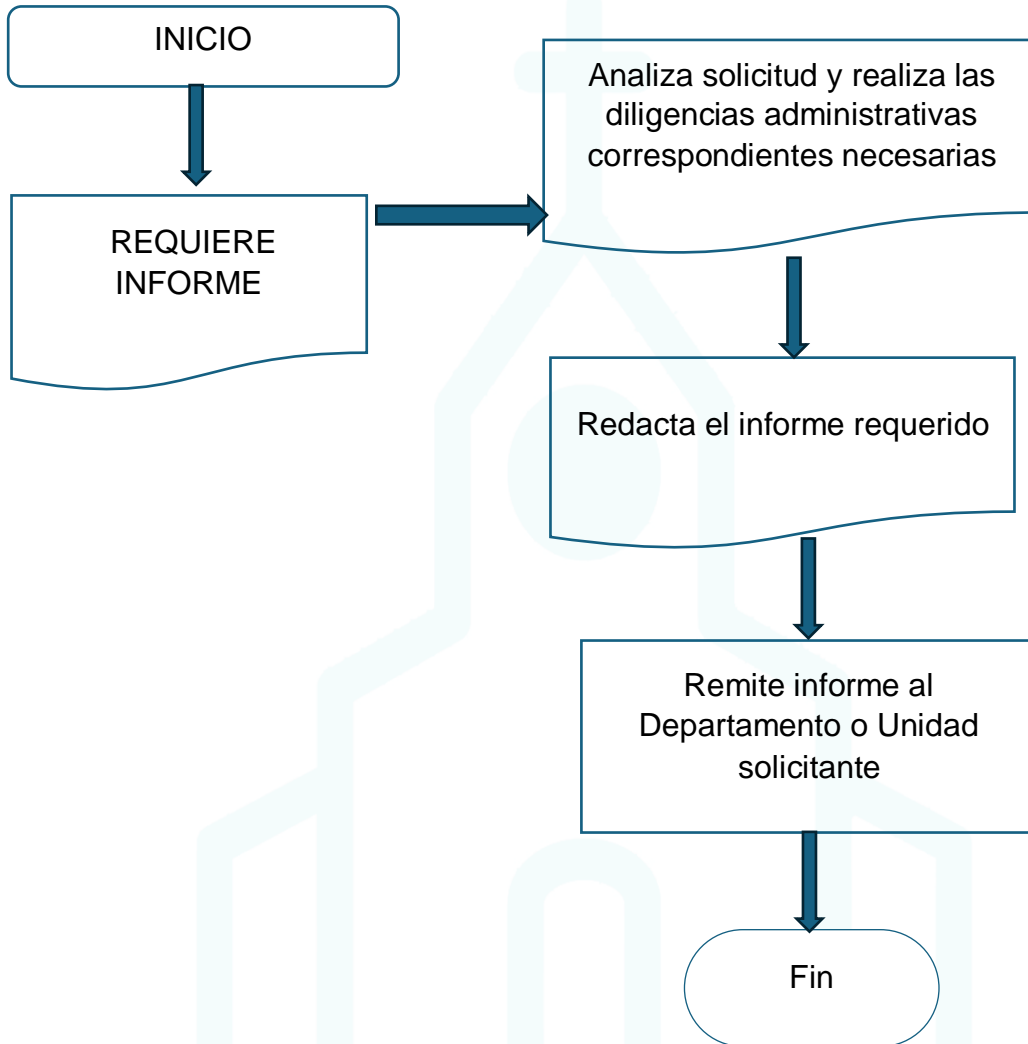 INICIO
REQUIERE
INFORME
Analiza solicitud y realiza las
diligencias administrativas
correspondientes necesarias
Redacta el informe requerido
Remite informe al
Departamento o Unidad
solicitante
Fin